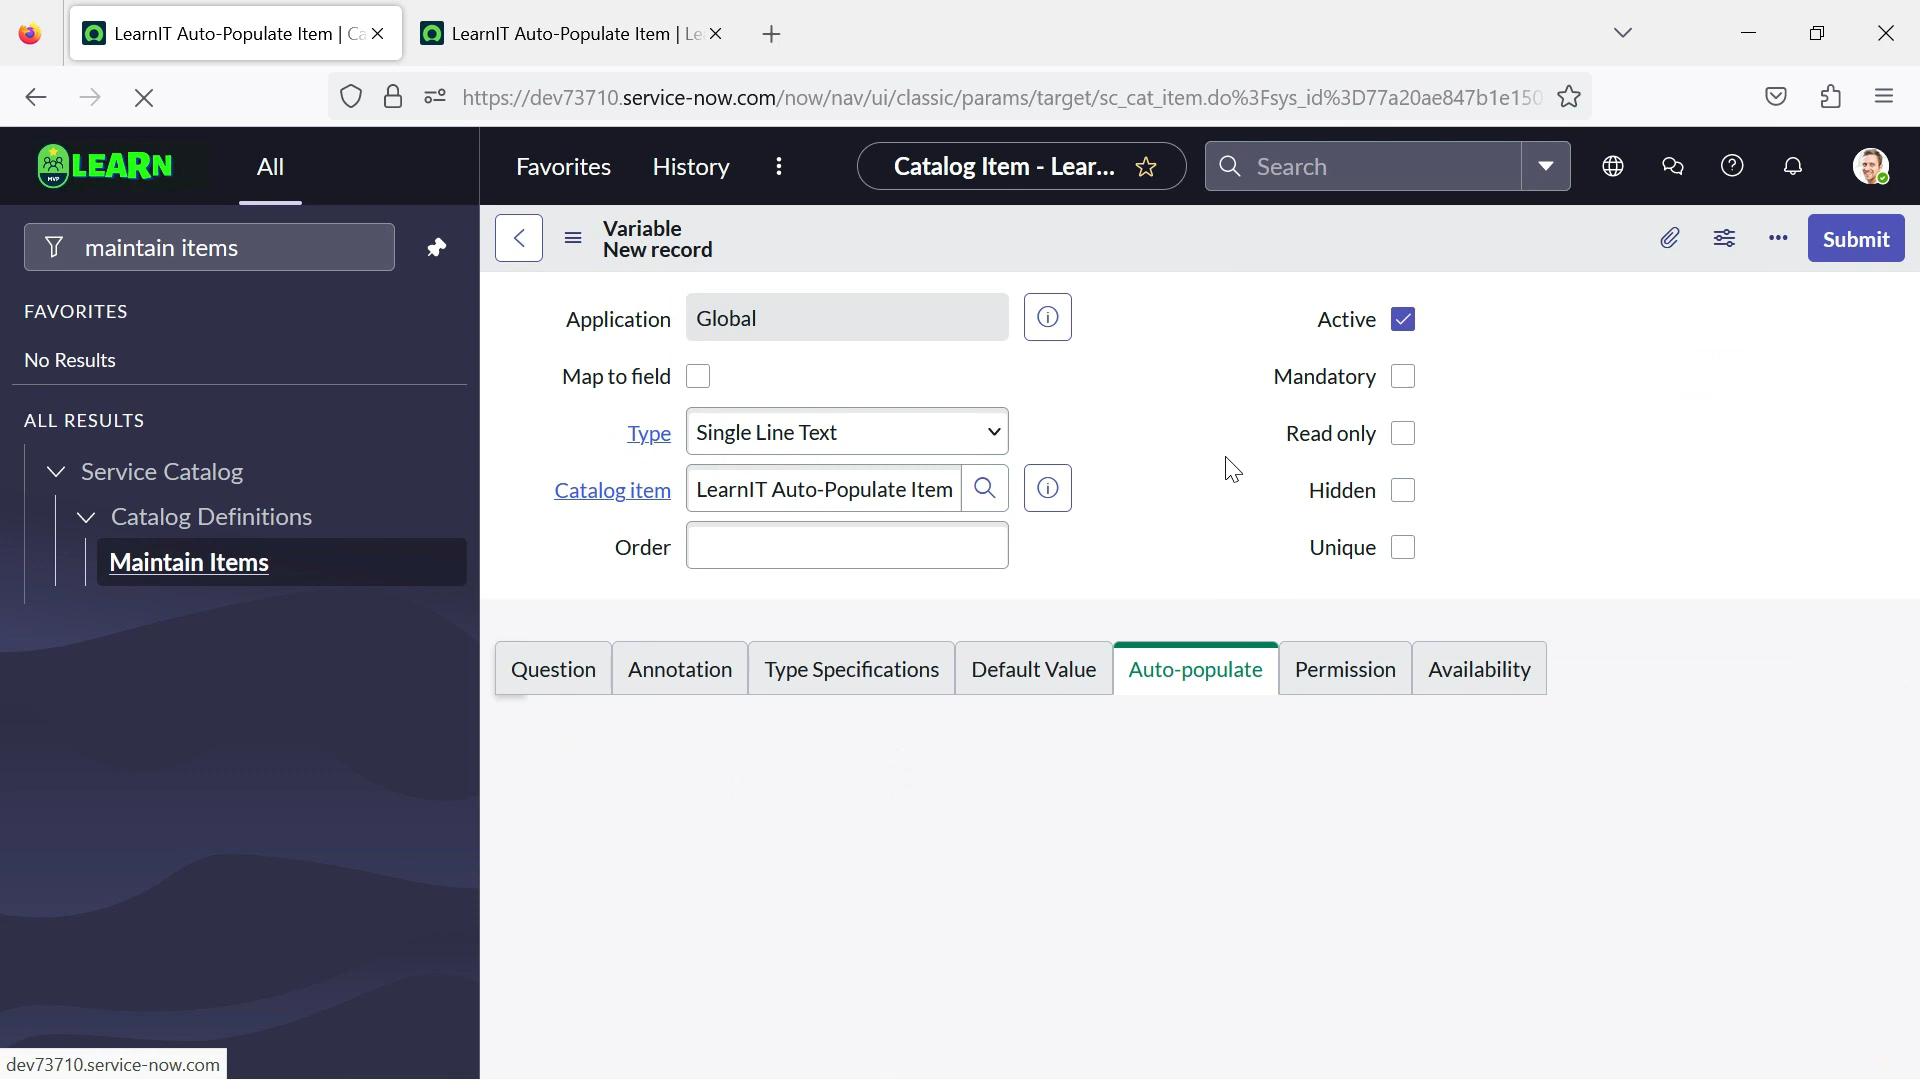 LearnIT Auto-Populate Item | Ca
LearnIT Auto-Populate Item | Le
https://dev73710.service-now.com/now/nav/ui/classic/params/target/sc_cat_item.do%3Fsys_id%3D77a20ae847b1e150
MVP LEARN
All
Favorites
History
Catalog Item - Lear...
Search
maintain items
FAVORITES
No Results
ALL RESULTS
Service Catalog
Catalog Definitions
Maintain Items
Variable
New record
Submit
Application
Global
Active
Map to field
Mandatory
Type
Single Line Text
Read only
Catalog item
LearnIT Auto-Populate Item
Hidden
Order
Unique
Question
Annotation
Type Specifications
Default Value
Auto-populate
Permission
Availability
dev73710.service-now.com